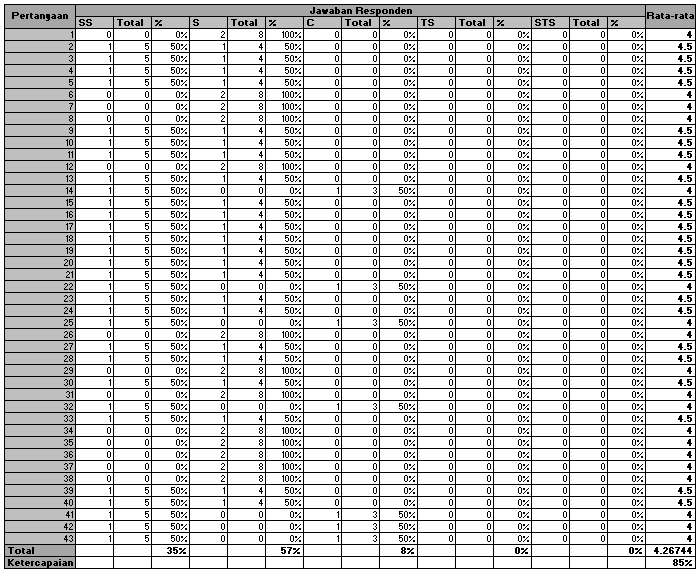 Pertanyaan Jawaban Responden Rata-rata
SS Total % S Total % C Total % TS Total % STS Total %
1 0 0 0% 2 8 100% 0 0 0% 0 0 0% 0 0 0% 4
2 1 5 50% 1 4 50% 0 0 0% 0 0 0% 0 0 0% 4.5
3 1 5 50% 1 4 50% 0 0 0% 0 0 0% 0 0 0% 4.5
4 1 5 50% 1 4 50% 0 0 0% 0 0 0% 0 0 0% 4.5
5 1 5 50% 1 4 50% 0 0 0% 0 0 0% 0 0 0% 4.5
6 0 0 0% 2 8 100% 0 0 0% 0 0 0% 0 0 0% 4
7 0 0 0% 2 8 100% 0 0 0% 0 0 0% 0 0 0% 4
8 0 0 0% 2 8 100% 0 0 0% 0 0 0% 0 0 0% 4
9 1 5 50% 1 4 50% 0 0 0% 0 0 0% 0 0 0% 4.5
10 1 5 50% 1 4 50% 0 0 0% 0 0 0% 0 0 0% 4.5
11 1 5 50% 1 4 50% 0 0 0% 0 0 0% 0 0 0% 4.5
12 0 0 0% 2 8 100% 0 0 0% 0 0 0% 0 0 0% 4
13 1 5 50% 1 4 50% 0 0 0% 0 0 0% 0 0 0% 4.5
14 1 5 50% 0 0 0% 1 3 50% 0 0 0% 0 0 0% 4
15 1 5 50% 1 4 50% 0 0 0% 0 0 0% 0 0 0% 4.5
16 1 5 50% 1 4 50% 0 0 0% 0 0 0% 0 0 0% 4.5
17 1 5 50% 1 4 50% 0 0 0% 0 0 0% 0 0 0% 4.5
18 1 5 50% 1 4 50% 0 0 0% 0 0 0% 0 0 0% 4.5
19 1 5 50% 1 4 50% 0 0 0% 0 0 0% 0 0 0% 4.5
20 1 5 50% 1 4 50% 0 0 0% 0 0 0% 0 0 0% 4.5
21 1 5 50% 1 4 50% 0 0 0% 0 0 0% 0 0 0% 4.5
22 1 5 50% 0 0 0% 1 3 50% 0 0 0% 0 0 0% 4
23 1 5 50% 1 4 50% 0 0 0% 0 0 0% 0 0 0% 4.5
24 1 5 50% 1 4 50% 0 0 0% 0 0 0% 0 0 0% 4.5
25 1 5 50% 0 0 0% 1 3 50% 0 0 0% 0 0 0% 4
26 0 0 0% 2 8 100% 0 0 0% 0 0 0% 0 0 0% 4
27 1 5 50% 1 4 50% 0 0 0% 0 0 0% 0 0 0% 4.5
28 1 5 50% 1 4 50% 0 0 0% 0 0 0% 0 0 0% 4.5
29 0 0 0% 2 8 100% 0 0 0% 0 0 0% 0 0 0% 4
30 1 5 50% 1 4 50% 0 0 0% 0 0 0% 0 0 0% 4.5
31 0 0 0% 2 8 100% 0 0 0% 0 0 0% 0 0 0% 4
32 1 5 50% 0 0 0% 1 3 50% 0 0 0% 0 0 0% 4
33 1 5 50% 1 4 50% 0 0 0% 0 0 0% 0 0 0% 4.5
34 0 0 0% 2 8 100% 0 0 0% 0 0 0% 0 0 0% 4
35 0 0 0% 2 8 100% 0 0 0% 0 0 0% 0 0 0% 4
36 0 0 0% 2 8 100% 0 0 0% 0 0 0% 0 0 0% 4
37 0 0 0% 2 8 100% 0 0 0% 0 0 0% 0 0 0% 4
38 0 0 0% 2 8 100% 0 0 0% 0 0 0% 0 0 0% 4
39 1 5 50% 1 4 50% 0 0 0% 0 0 0% 0 0 0% 4.5
40 1 5 50% 1 4 50% 0 0 0% 0 0 0% 0 0 0% 4.5
41 1 5 50% 0 0 0% 1 3 50% 0 0 0% 0 0 0% 4
42 1 5 50% 0 0 0% 1 3 50% 0 0 0% 0 0 0% 4
43 1 5 50% 0 0 0% 1 3 50% 0 0 0% 0 0 0% 4
Total 35% 57% 8% 0% 0% 4.26744
Ketercapaian 85%